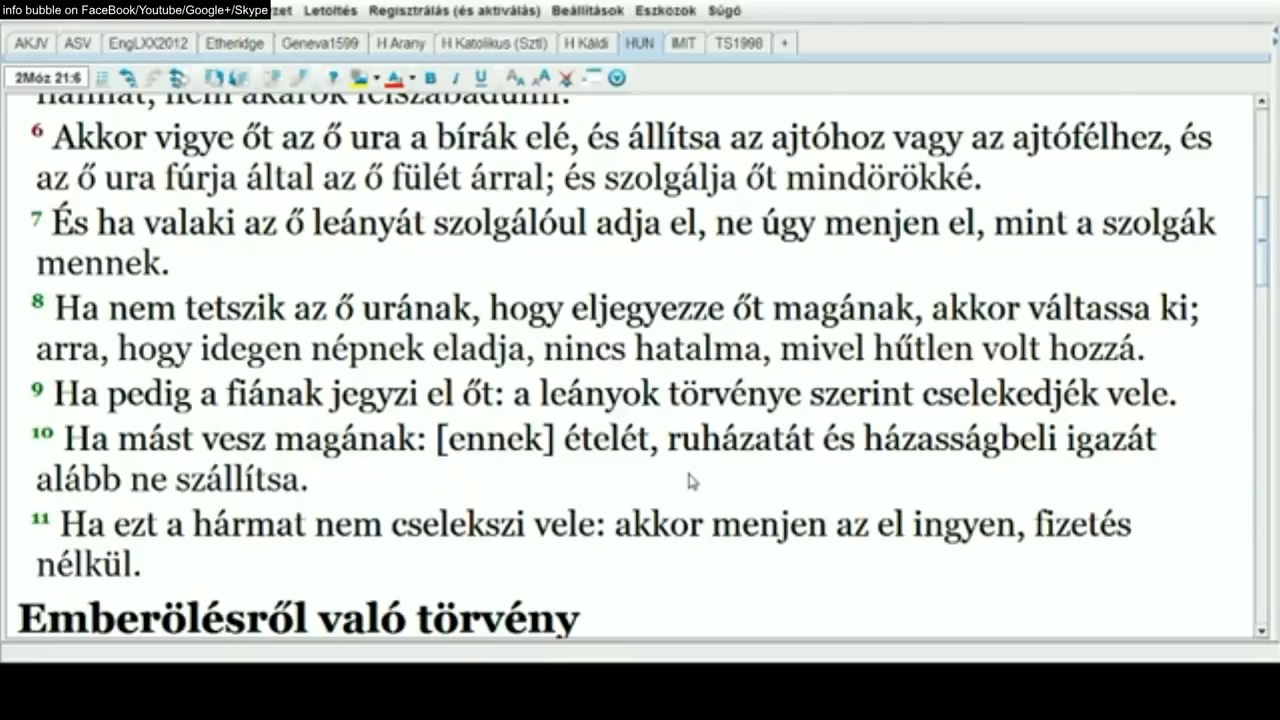 info bubble on FaceBook/Youtube/Google+/Skype
Letöltés Regisztrálás (és aktiválás) Beállítások Eszközök Súgó
AKJV ASV EnglXX2012 Etheridge Geneva1599 H Arany H Katolikus (SztI) H Káldi HUN IMIT TS1998 +
2Móz 21:6
hanmat, nem akarok felszabadulni:
6 Akkor vigye őt az ő ura a bírák elé, és állítsa az ajtóhoz vagy az ajtófélhez, és
az ő ura fúrja által az ő fülét árral; és szolgálja őt mindörökké.
7 És ha valaki az ő leányát szolgálóul adja el, ne úgy menjen el, mint a szolgák
mennek.
8 Ha nem tetszik az ő urának, hogy eljegyezze őt magának, akkor váltassa ki;
arra, hogy idegen népnek eladja, nincs hatalma, mivel hűtlen volt hozzá.
9 Ha pedig a fiának jegyzi el őt: a leányok törvénye szerint cselekedjék vele.
10 Ha mást vesz magának: [ennek] ételét, ruházatát és házasságbeli igazát
alább ne szállítsa.
11 Ha ezt a hármat nem cselekszi vele: akkor menjen az el ingyen, fizetés
nélkül.
Emberölésről való törvény